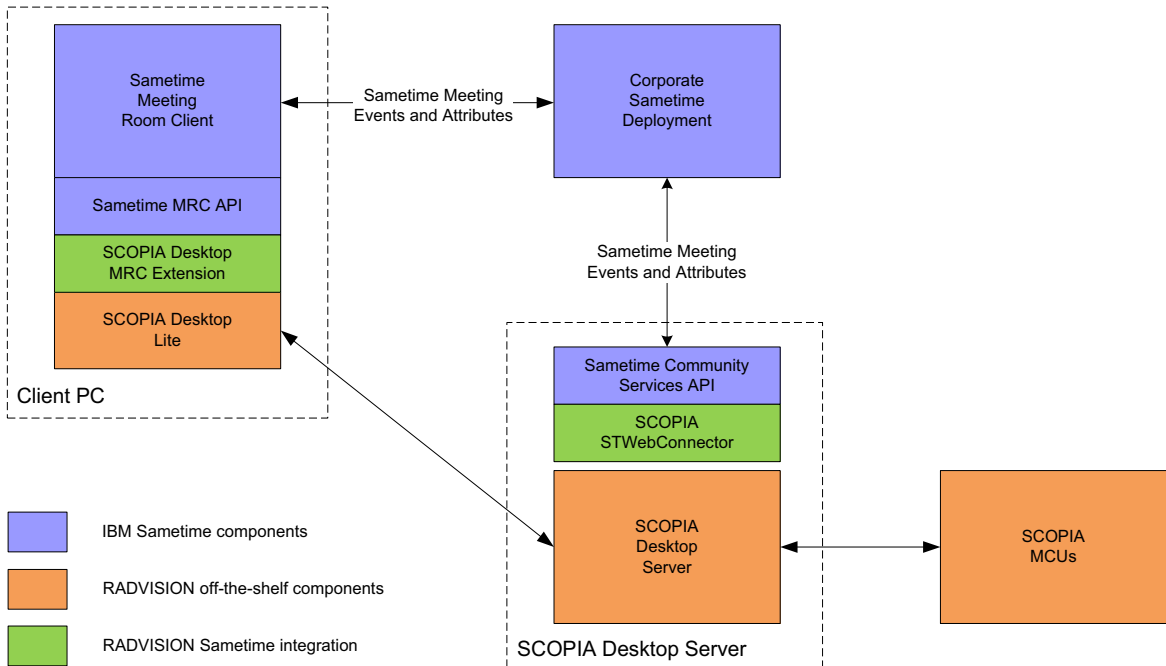 Sametime
Meeting
Room Client
Sametime MRC API
SCOPIA Desktop
MRC Extension
SCOPIA Desktop
Lite
Client PC
Sametime Meeting
Events and Attributes
Corporate
Sametime
Deployment
Sametime Meeting
Events and Attributes
Sametime Community
Services API
SCOPIA
STWebConnector
SCOPIA
Desktop
Server
SCOPIA Desktop Server
SCOPIA
MCUs
IBM Sametime components
RADVISION off-the-shelf components
RADVISION Sametime integration